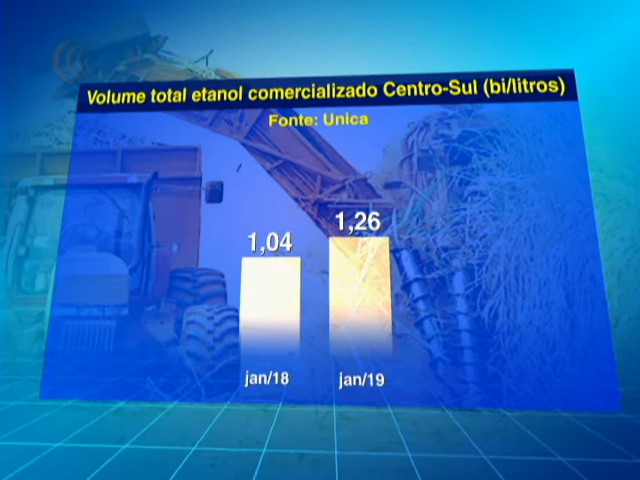 Volume total etanol comercializado Centro-Sul (bi/litros)
Fonte: Unica
1,04
1,26
jan/18
jan/19